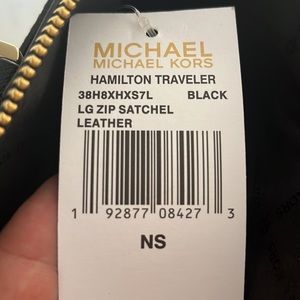 MICHAEL
MICHAEL KORS
HAMILTON TRAVELER
38H8XHXS7L BLACK
LG ZIP SATCHEL
LEATHER
1 92877 08427 3
NS